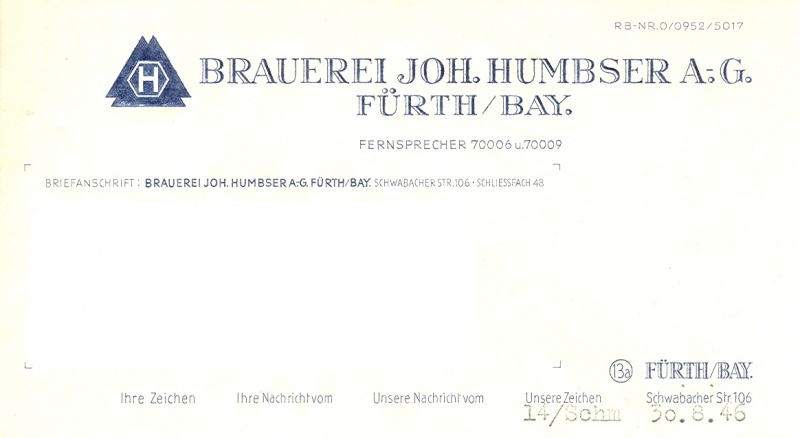 RB-NR.0/0952/5017
H
BRAUEREI JOH. HUMBSER A.-G.
FÜRTH/BAY.
FERNSPRECHER 70006 u. 70009
BRIEFANSCHRIFT: BRAUEREI JOH. HUMBSER A.-G. FÜRTH/BAY. SCHWABACHER STR. 106 · SCHLIESSFACH 48
13a FÜRTH/BAY.
Ihre Zeichen Ihre Nachricht vom Unsere Nachricht vom Unsere Zeichen Schwabacher Str. 106
14/Schm 30.8.46